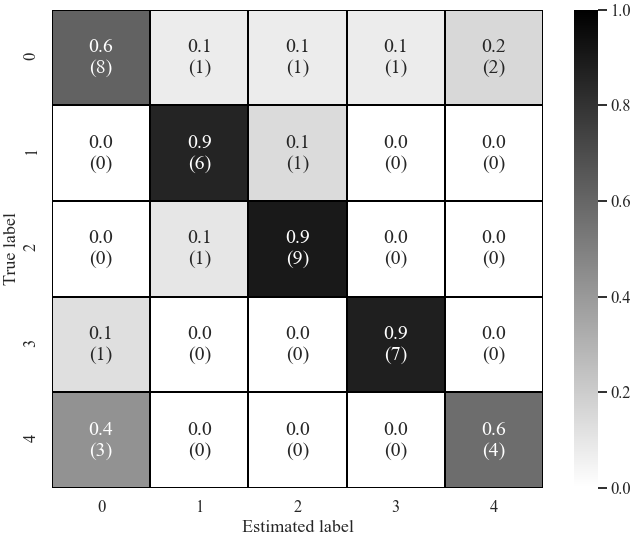 0 0.6 0.1 0.1 0.1 0.2
(8) (1) (1) (1) (2)
1 0.0 0.9 0.1 0.0 0.0
(0) (6) (1) (0) (0)
2 0.0 0.1 0.9 0.0 0.0
(0) (1) (9) (0) (0)
3 0.1 0.0 0.0 0.9 0.0
(1) (0) (0) (7) (0)
4 0.4 0.0 0.0 0.0 0.6
(3) (0) (0) (0) (4)
0 1 2 3 4
Estimated label
True label
1.0
0.8
0.6
0.4
0.2
0.0